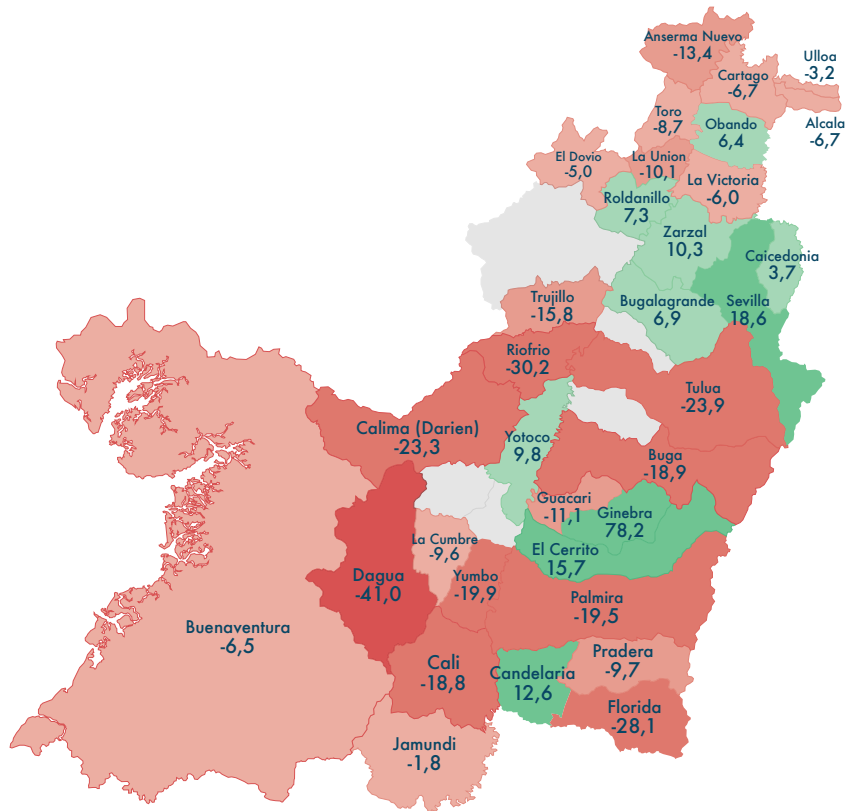 Anserma Nuevo
-13,4
Ulloa
-3,2
Cartago
-6,7
Toro
-8,7
Obando
6,4
Alcala
-6,7
El Dovio
-5,0
La Union
-10,1
La Victoria
-6,0
Roldanillo
7,3
Zarzal
10,3
Caicedonia
3,7
Trujillo
-15,8
Bugalagrande
6,9
Sevilla
18,6
Riofrio
-30,2
Tulua
-23,9
Calima (Darien)
-23,3
Yotoco
9,8
Buga
-18,9
Guacari
-11,1
Ginebra
78,2
La Cumbre
-9,6
El Cerrito
15,7
Dagua
-41,0
Yumbo
-19,9
Palmira
-19,5
Buenaventura
-6,5
Cali
-18,8
Candelaria
12,6
Pradera
-9,7
Florida
-28,1
Jamundi
-1,8